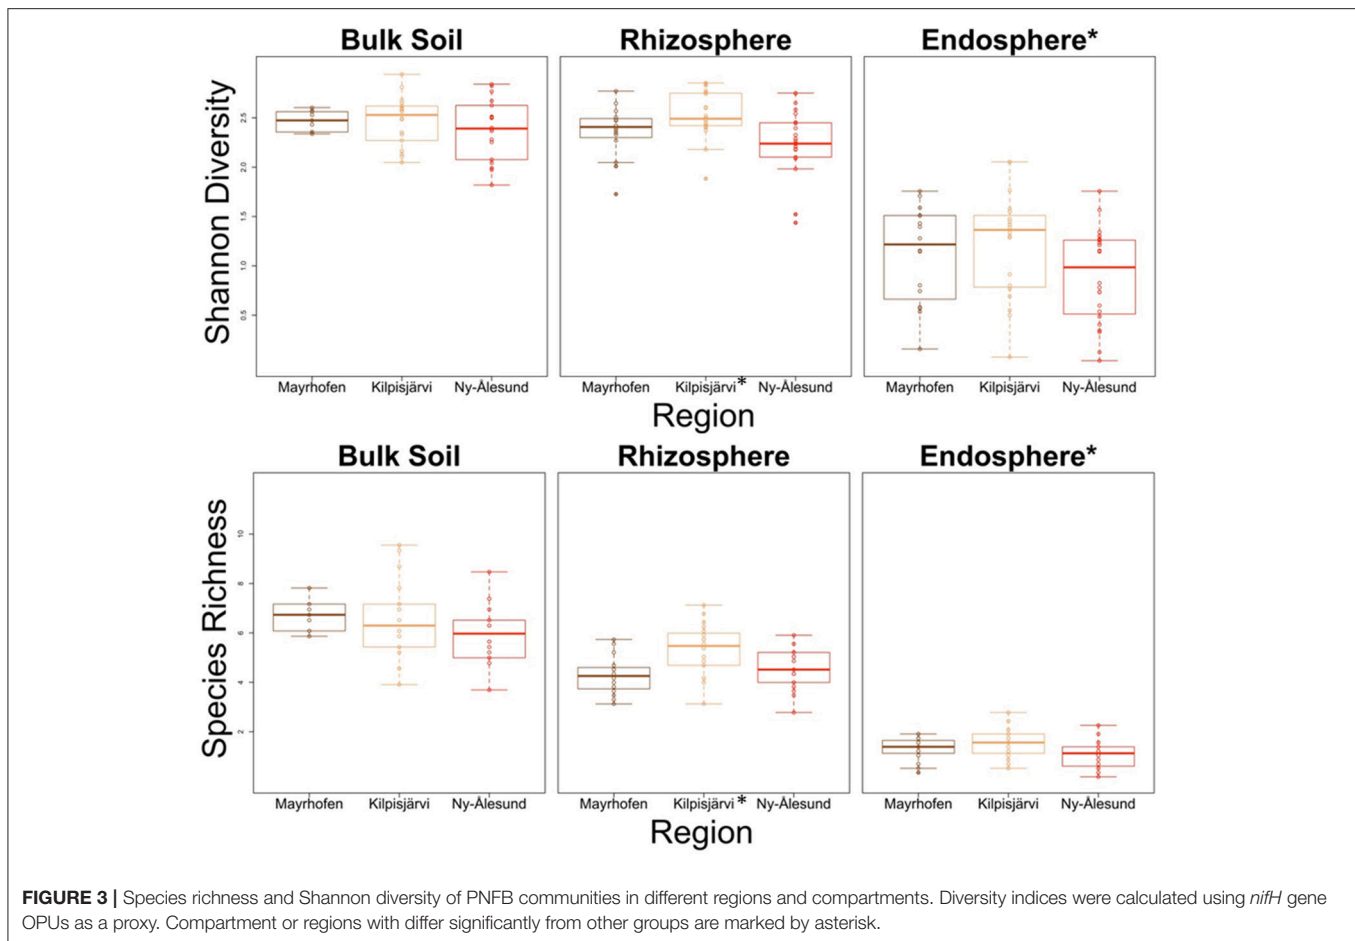 Bulk Soil
Rhizosphere
Endosphere*
Shannon Diversity
2.5
2.0
1.5
1.0
0.5
Mayrhofen Kilpisjärvi Ny-Ålesund
Mayrhofen Kilpisjärvi* Ny-Ålesund
Mayrhofen Kilpisjärvi Ny-Ålesund
Region
Bulk Soil
Rhizosphere
Endosphere*
Species Richness
10
8
6
4
2
Mayrhofen Kilpisjärvi Ny-Ålesund
Mayrhofen Kilpisjärvi* Ny-Ålesund
Mayrhofen Kilpisjärvi Ny-Ålesund
Region
FIGURE 3 | Species richness and Shannon diversity of PNFB communities in different regions and compartments. Diversity indices were calculated using nifH gene
OPUs as a proxy. Compartment or regions with differ significantly from other groups are marked by asterisk.